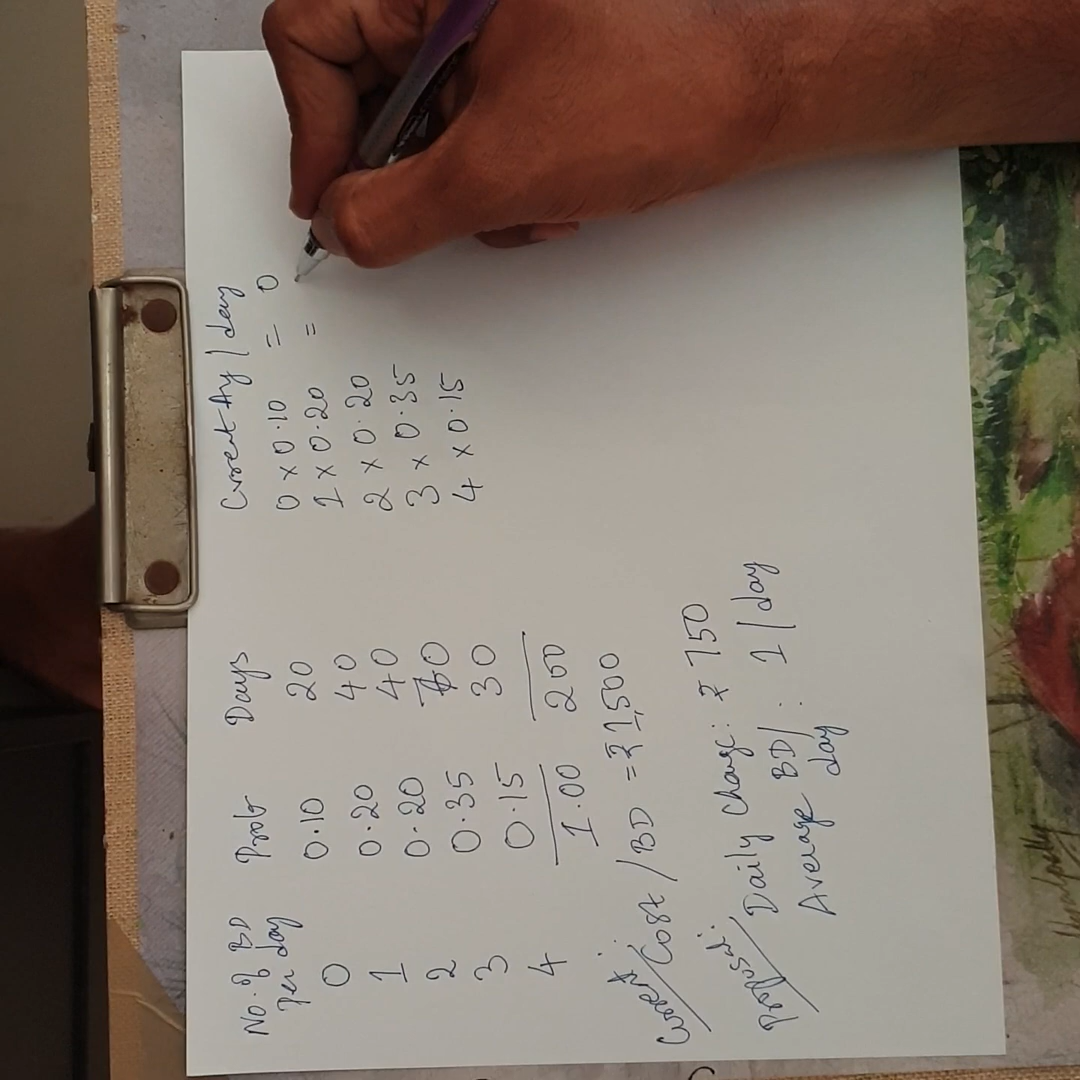 No. of BD Prob Days Current Av / day
per day
0 0.10 20 0 x 0.10 = 0
1 0.20 40 1 x 0.20 =
2 0.20 40 2 x 0.20
3 0.35 70 3 x 0.35
4 0.15 30 4 x 0.15
1.00 200
Current: Cost / BD = ₹ 1,500
Proposed: Daily Charge: ₹ 750
Average BD / : 1 / day
day